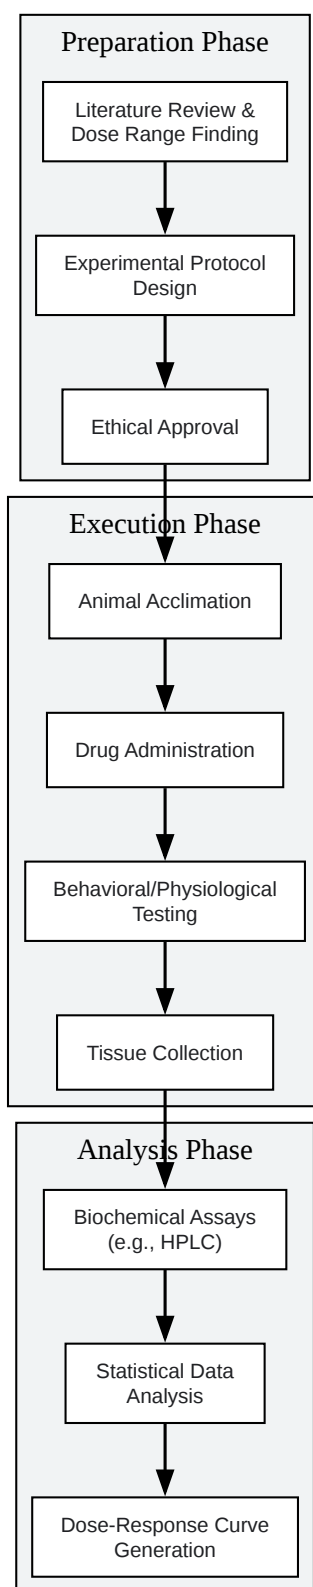 Preparation Phase
Literature Review &
Dose Range Finding
Experimental Protocol
Design
Ethical Approval
Execution Phase
Animal Acclimation
Drug Administration
Behavioral/Physiological
Testing
Tissue Collection
Analysis Phase
Biochemical Assays
(e.g., HPLC)
Statistical Data
Analysis
Dose-Response Curve
Generation